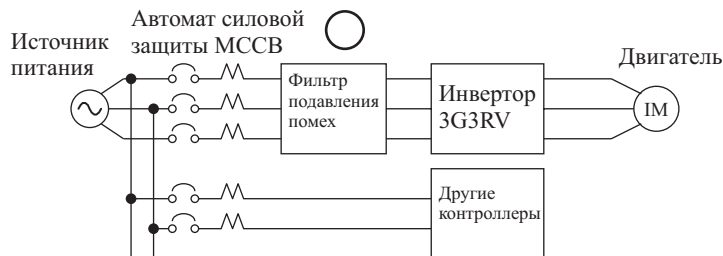 Источник
питания
Автомат силовой
защиты MCCB
Фильтр
подавления
помех
Инвертор
3G3RV
Двигатель
IM
Другие
контроллеры